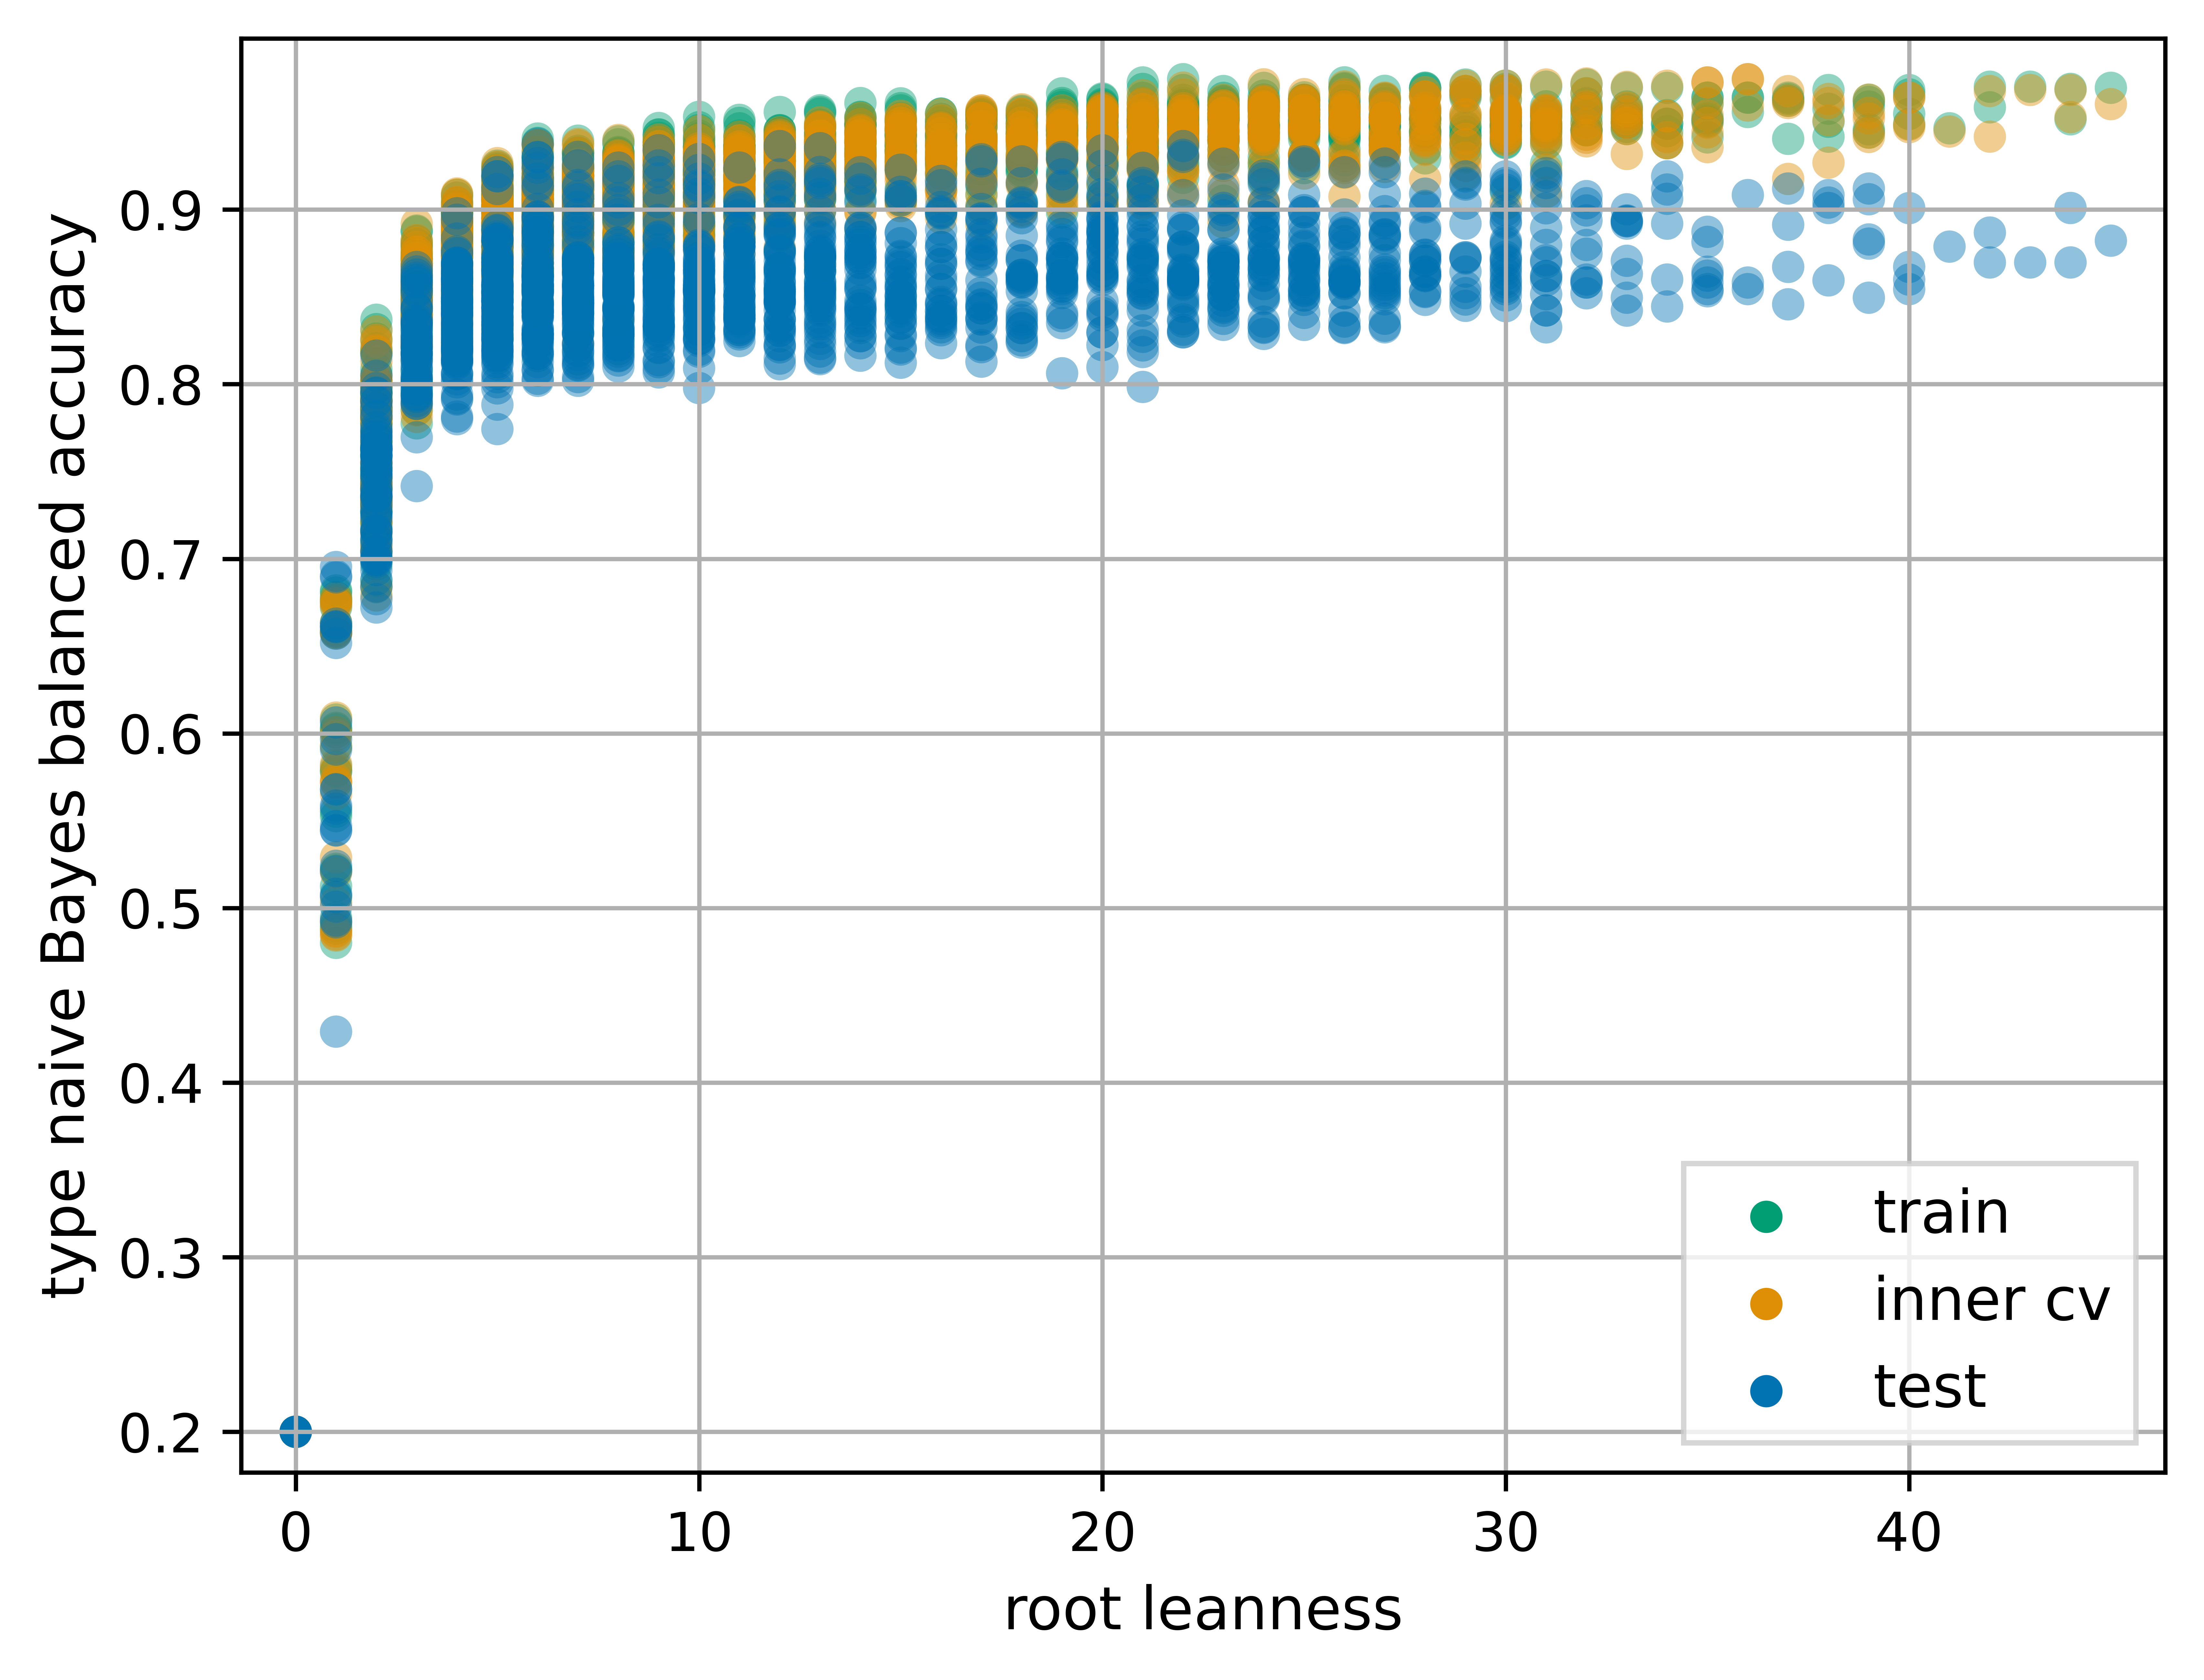 type naive Bayes balanced accuracy
0.9
0.8
0.7
0.6
0.5
0.4
0.3
0.2
0 10 20 30 40
root leanness
train
inner cv
test